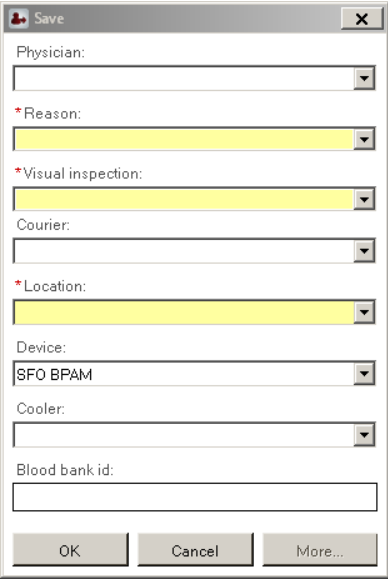 Save
Physician:
*Reason:
*Visual inspection:
Courier:
*Location:
Device:
SFO BPAM
Cooler:
Blood bank id:
OK Cancel More...